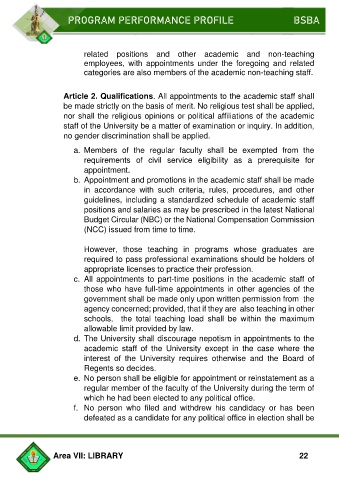 PROGRAM PERFORMANCE PROFILE BSBA
related positions and other academic and non-teaching
employees, with appointments under the foregoing and related
categories are also members of the academic non-teaching staff.
Article 2. Qualifications. All appointments to the academic staff shall
be made strictly on the basis of merit. No religious test shall be applied,
nor shall the religious opinions or political affiliations of the academic
staff of the University be a matter of examination or inquiry. In addition,
no gender discrimination shall be applied.
a. Members of the regular faculty shall be exempted from the
requirements of civil service eligibility as a prerequisite for
appointment.
b. Appointment and promotions in the academic staff shall be made
in accordance with such criteria, rules, procedures, and other
guidelines, including a standardized schedule of academic staff
positions and salaries as may be prescribed in the latest National
Budget Circular (NBC) or the National Compensation Commission
(NCC) issued from time to time.
However, those teaching in programs whose graduates are
required to pass professional examinations should be holders of
appropriate licenses to practice their profession.
c. All appointments to part-time positions in the academic staff of
those who have full-time appointments in other agencies of the
government shall be made only upon written permission from the
agency concerned; provided, that if they are also teaching in other
schools. the total teaching load shall be within the maximum
allowable limit provided by law.
d. The University shall discourage nepotism in appointments to the
academic staff of the University except in the case where the
interest of the University requires otherwise and the Board of
Regents so decides.
e. No person shall be eligible for appointment or reinstatement as a
regular member of the faculty of the University during the term of
which he had been elected to any political office.
f. No person who filed and withdrew his candidacy or has been
defeated as a candidate for any political office in election shall be
Area VII: LIBRARY 22